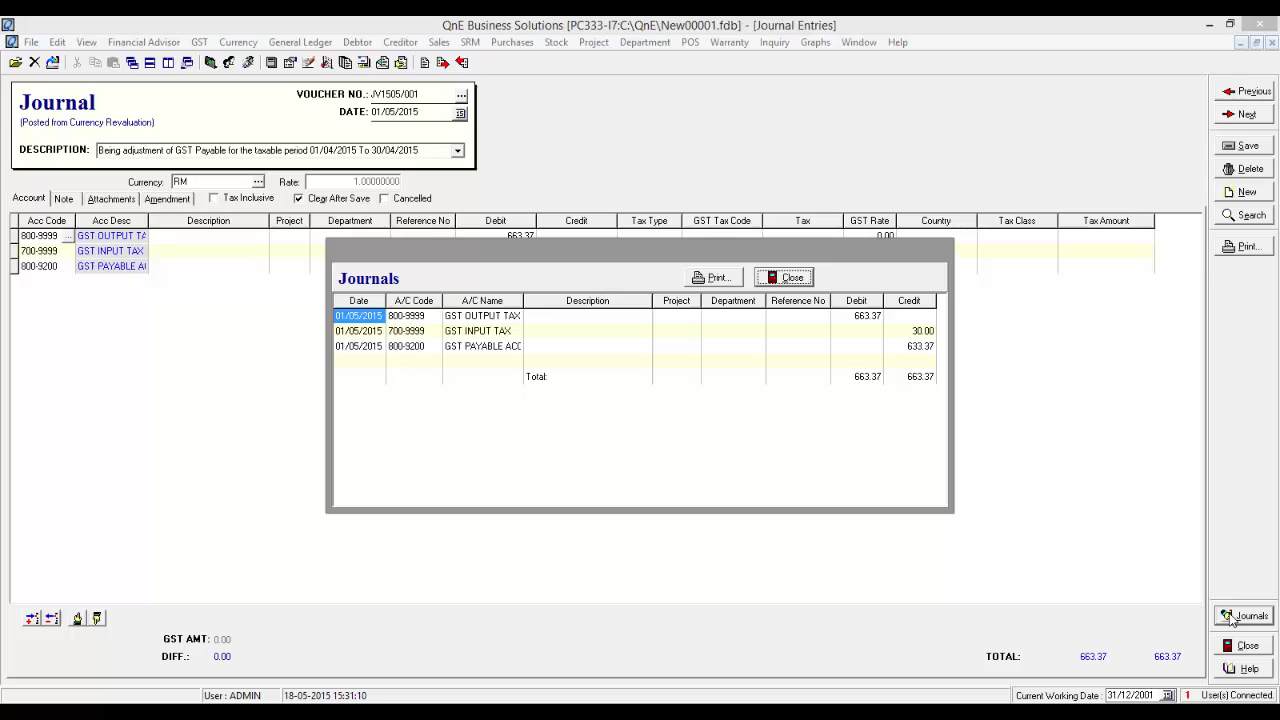 QnE Business Solutions [PC333-I7:C:\QnE\New00001.fdb] - [Journal Entries]
File Edit View Financial Advisor GST Currency General Ledger Debtor Creditor Sales SRM Purchases Stock Project Department POS Warranty Inquiry Graphs Window Help
Journal
(Posted from Currency Revaluation)
VOUCHER NO.: JV1505/001
DATE: 01/05/2015
DESCRIPTION: Being adjustment of GST Payable for the taxable period 01/04/2015 To 30/04/2015
Currency: RM Rate: 1.00000000
Account Note Attachments Amendment Tax Inclusive Clear After Save Cancelled
Acc Code Acc Desc Description Project Department Reference No Debit Credit Tax Type GST Tax Code Tax GST Rate Country Tax Class Tax Amount
800-9999 GST OUTPUT TA 663.37 0.00
700-9999 GST INPUT TAX
800-9200 GST PAYABLE A
Journals Print... Close
Date A/C Code A/C Name Description Project Department Reference No Debit Credit
01/05/2015 800-9999 GST OUTPUT TAX 663.37
01/05/2015 700-9999 GST INPUT TAX 30.00
01/05/2015 800-9200 GST PAYABLE ACC 633.37
Total: 663.37 663.37
Previous
Next
Save
Delete
New
Search
Print...
Journals
Close
Help
GST AMT: 0.00
DIFF.: 0.00
TOTAL: 663.37 663.37
User : ADMIN 18-05-2015 15:31:10 Current Working Date : 31/12/2001 1 User(s) Connected.